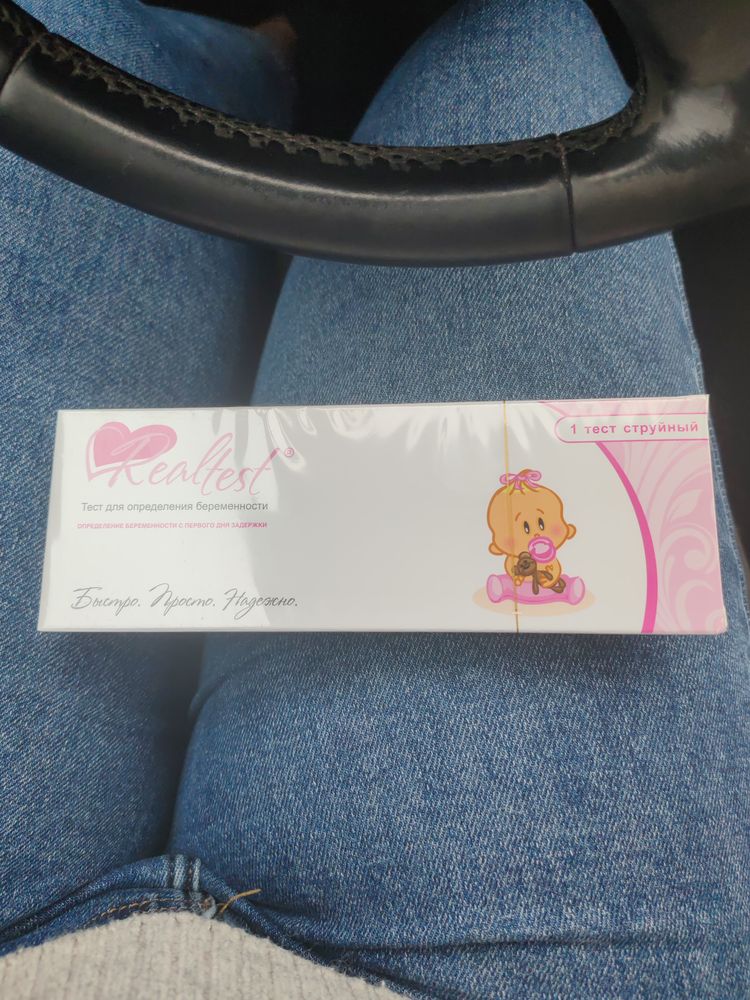 Realtest®
1 тест струйный
Тест для определения беременности
ОПРЕДЕЛЕНИЕ БЕРЕМЕННОСТИ С ПЕРВОГО ДНЯ ЗАДЕРЖКИ
Быстро. Просто. Надежно.